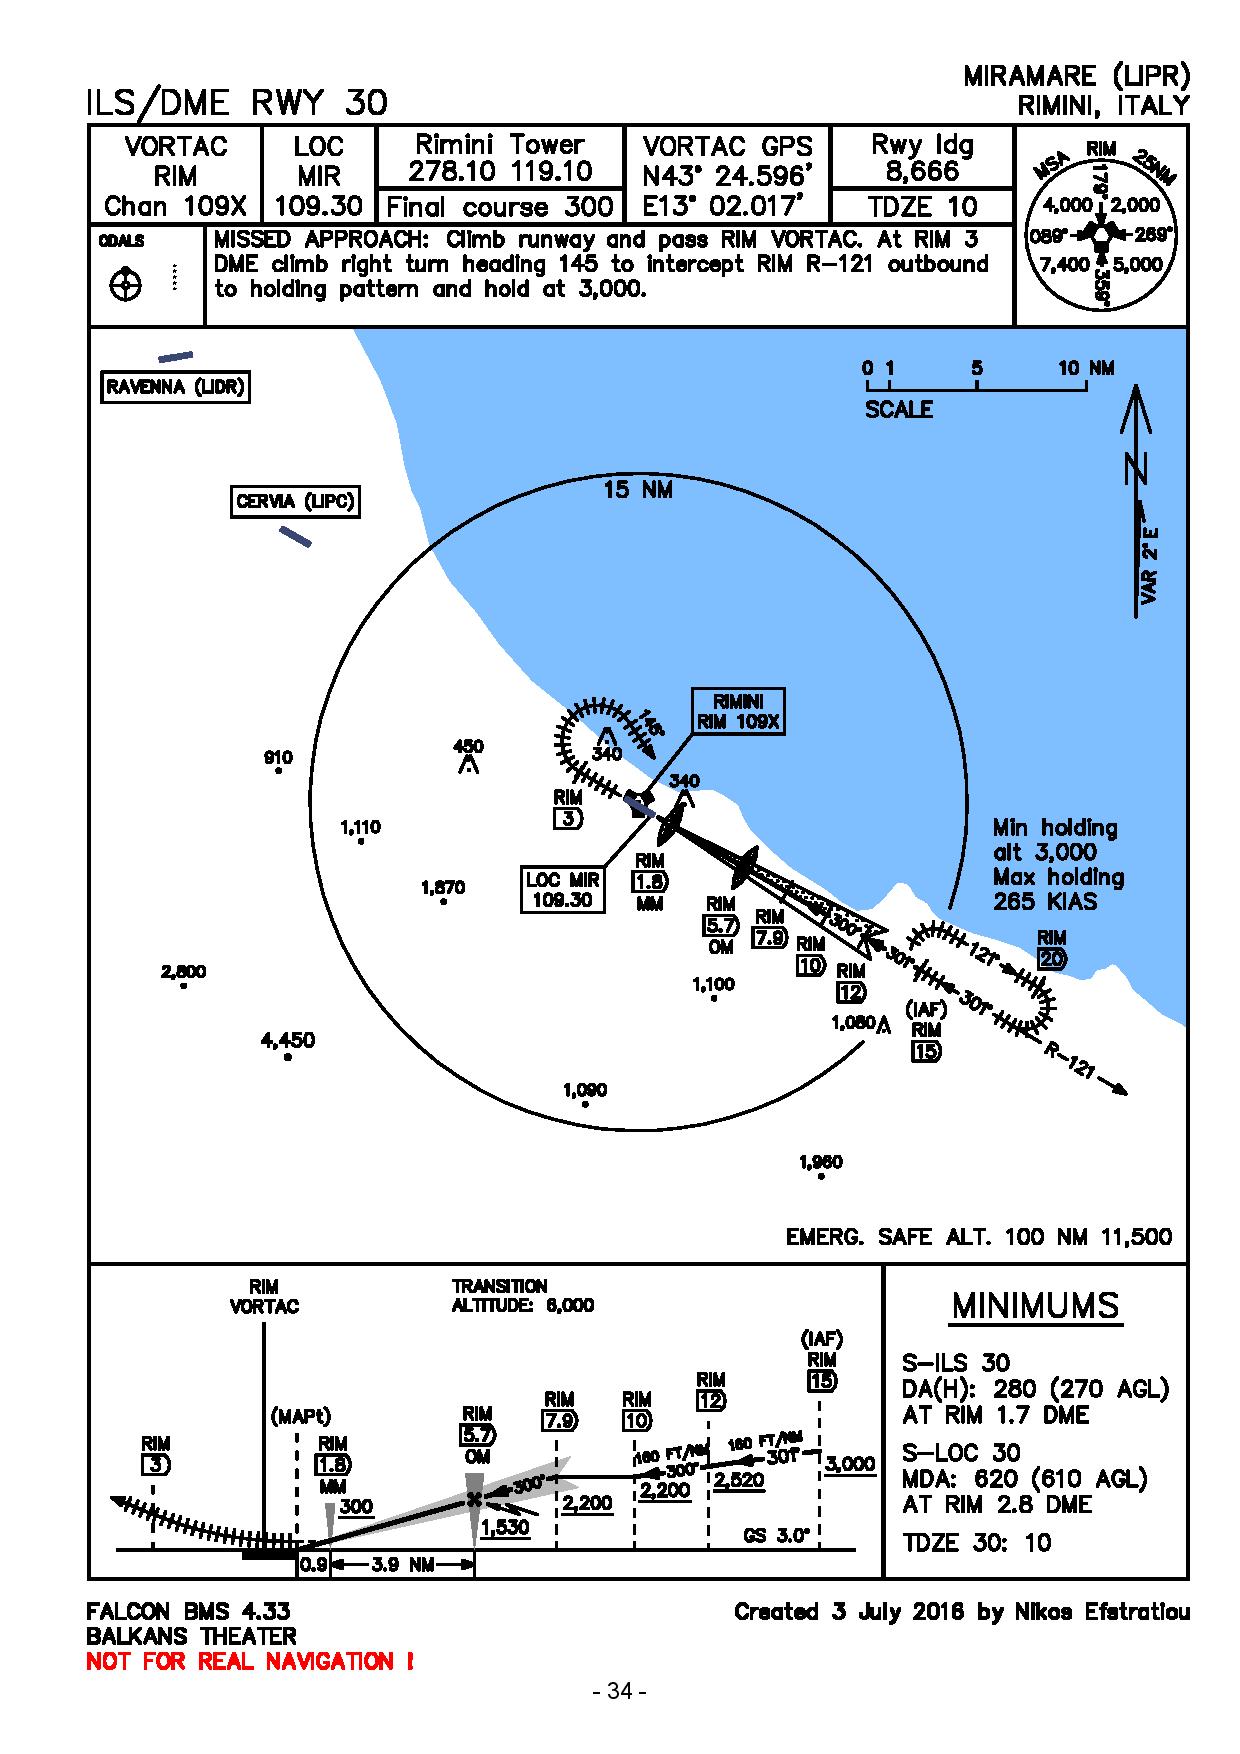 MIRAMARE (LIPR)
ILS/DME RWY 30
RIMINI, ITALY
VORTAC
RIM
Chan 109X
LOC
MIR
109.30
Rimini Tower
278.10 119.10
Final course 300
VORTAC GPS
N43° 24.596'
E13° 02.017'
Rwy ldg
8,666
TDZE 10
MSA RIM 25NM
179°
4,000 2,000
089° 269°
7,400 5,000
359°
ODALS
MISSED APPROACH: Climb runway and pass RIM VORTAC. At RIM 3
DME climb right turn heading 145 to intercept RIM R-121 outbound
to holding pattern and hold at 3,000.
RAVENNA (LIDR)
0 1 5 10 NM
SCALE
N
VAR 2° E
CERVIA (LIPC)
15 NM
RIMINI
RIM 109X
145°
450
340
910
340
RIM
3
1,110
Min holding
alt 3,000
Max holding
265 KIAS
LOC MIR
109.30
RIM
1.8
MM
1,870
RIM
5.7
OM
RIM
7.9
RIM
10
RIM
12
300°
301°
121°
RIM
20
301°
2,800
1,100
(IAF)
RIM
15
1,080
4,450
R-121
1,090
1,960
EMERG. SAFE ALT. 100 NM 11,500
RIM
VORTAC
TRANSITION
ALTITUDE: 6,000
(IAF)
RIM
15
RIM
12
RIM
10
RIM
7.9
RIM
5.7
OM
(MAPt)
RIM
1.8
MM
RIM
3
160 FT/NM
160 FT/NM
301°
300°
300°
3,000
2,520
2,200
2,200
1,530
300
GS 3.0°
0.9 3.9 NM
MINIMUMS
S-ILS 30
DA(H): 280 (270 AGL)
AT RIM 1.7 DME
S-LOC 30
MDA: 620 (610 AGL)
AT RIM 2.8 DME
TDZE 30: 10
FALCON BMS 4.33
BALKANS THEATER
NOT FOR REAL NAVIGATION !
Created 3 July 2016 by Nikos Efstratiou
- 34 -